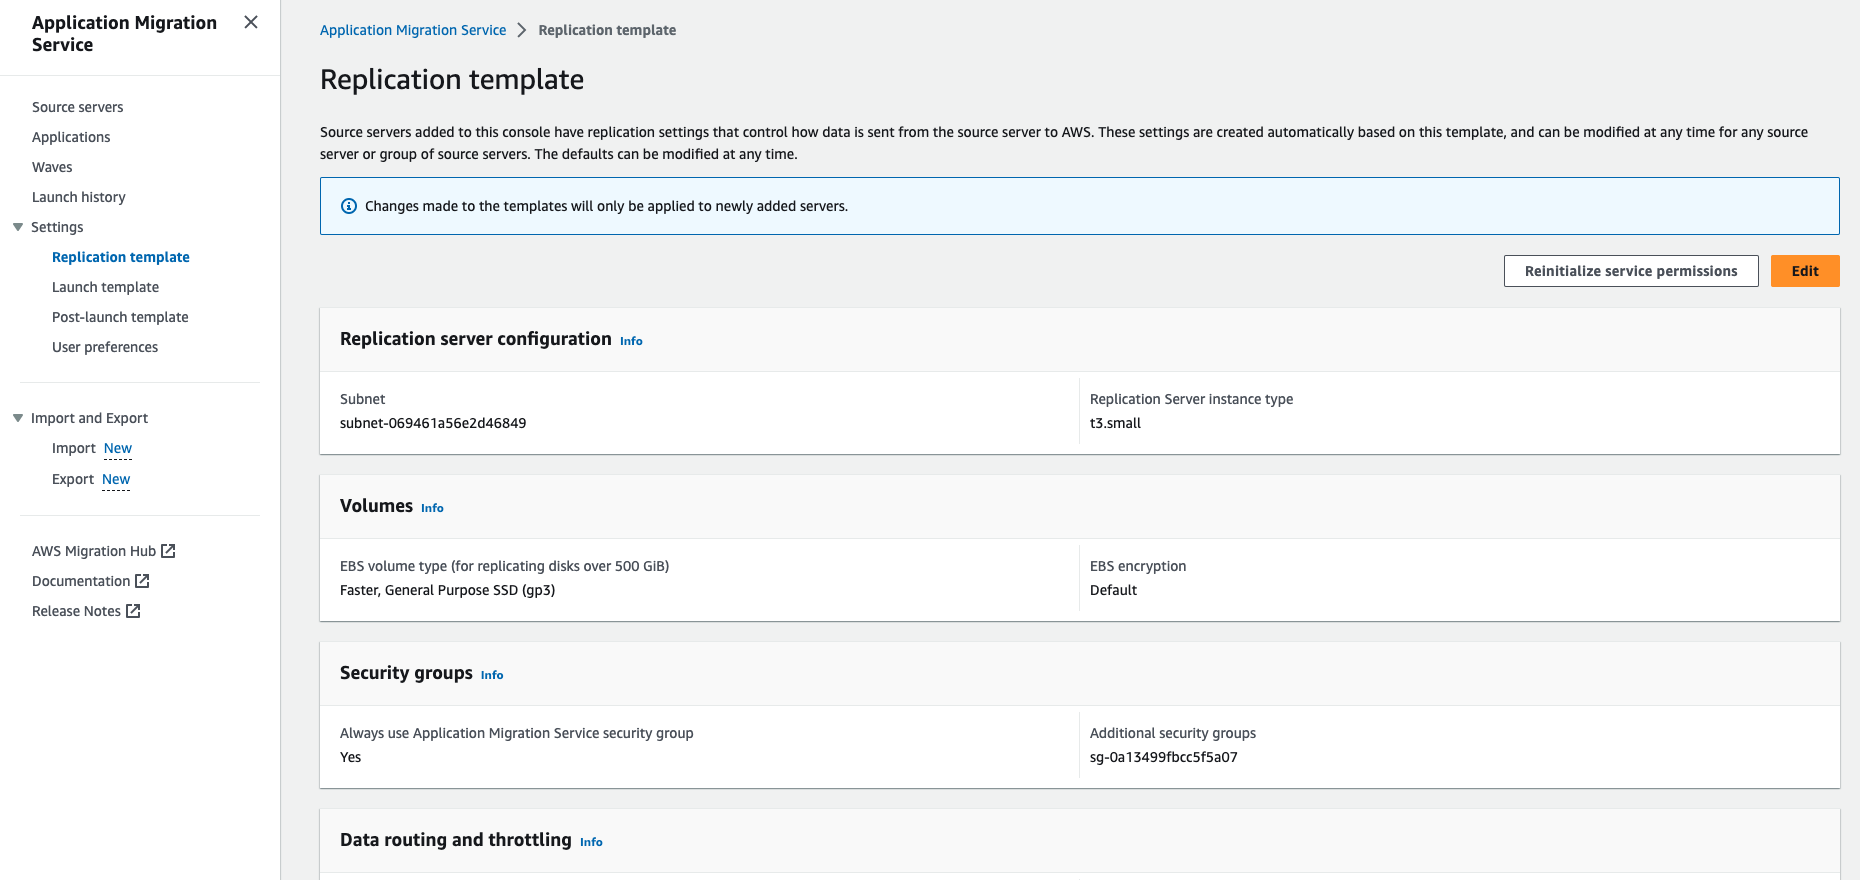 Application Migration
Service
Source servers
Applications
Waves
Launch history
Settings
Replication template
Launch template
Post-launch template
User preferences
Import and Export
Import New
Export New
AWS Migration Hub
Documentation
Release Notes
Application Migration Service > Replication template
Replication template
Source servers added to this console have replication settings that control how data is sent from the source server to AWS. These settings are created automatically based on this template, and can be modified at any time for any source
server or group of source servers. The defaults can be modified at any time.
Changes made to the templates will only be applied to newly added servers.
Reinitialize service permissions Edit
Replication server configuration Info
Subnet
subnet-069461a56e2d46849
Replication Server instance type
t3.small
Volumes Info
EBS volume type (for replicating disks over 500 GiB)
Faster, General Purpose SSD (gp3)
EBS encryption
Default
Security groups Info
Always use Application Migration Service security group
Yes
Additional security groups
sg-0a13499fbcc5f5a07
Data routing and throttling Info